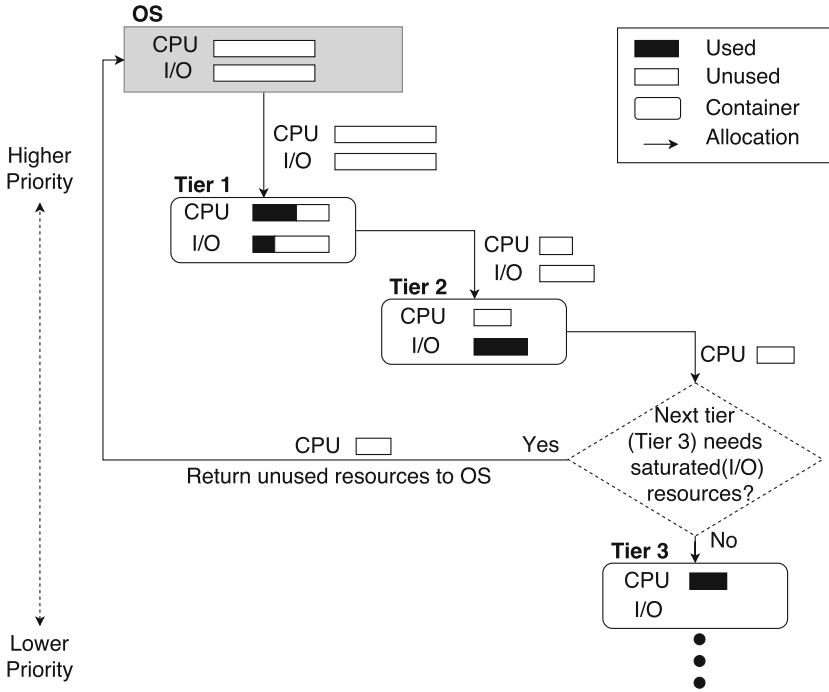 OS
CPU
I/O
Used
Unused
Container
Allocation
CPU
I/O
Higher
Priority
Tier 1
CPU
I/O
CPU
I/O
Tier 2
CPU
I/O
CPU
Next tier
(Tier 3) needs
saturated(I/O)
resources?
Yes
CPU
Return unused resources to OS
No
Tier 3
CPU
I/O
Lower
Priority